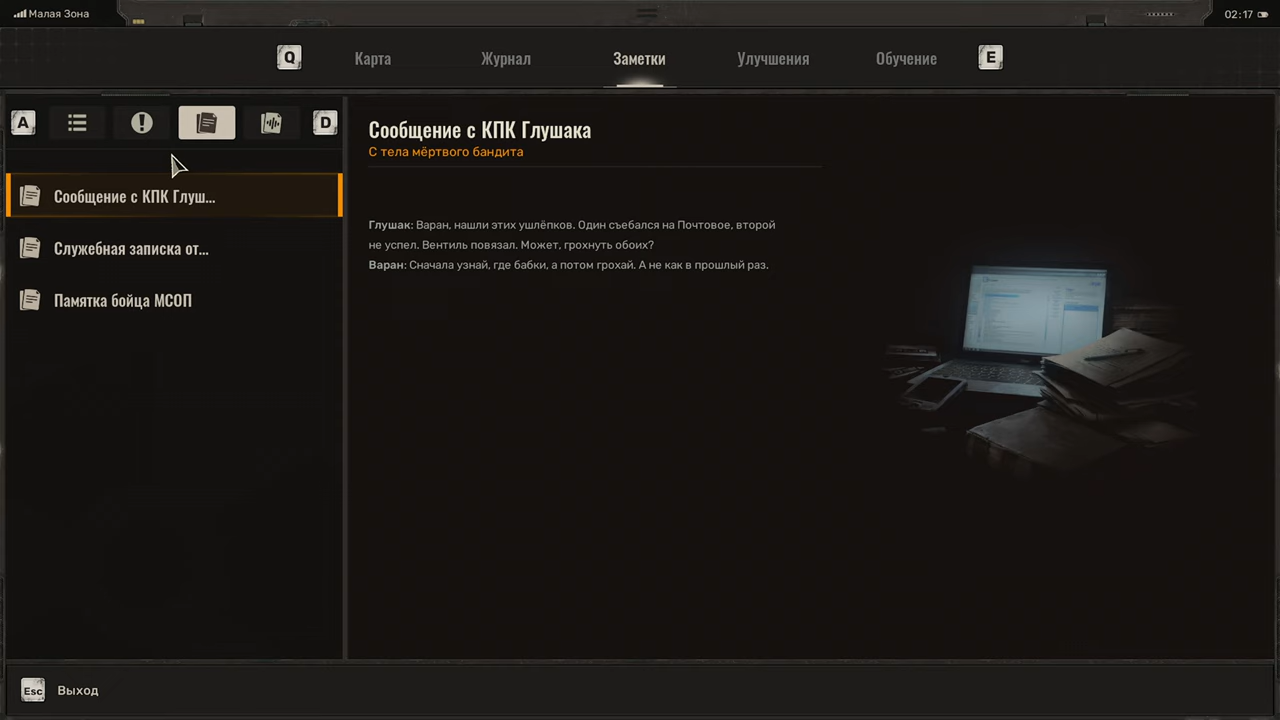 Малая Зона
02:17
Q
Карта
Журнал
Заметки
Улучшения
Обучение
E
A
D
Сообщение с КПК Глуш...
Служебная записка от...
Памятка бойца МСОП
Сообщение с КПК Глушака
С тела мёртвого бандита
Глушак: Варан, нашли этих ушлёпков. Один съебался на Почтовое, второй
не успел. Вентиль повязал. Может, грохнуть обоих?
Варан: Сначала узнай, где бабки, а потом грохай. А не как в прошлый раз.
Esc
Выход